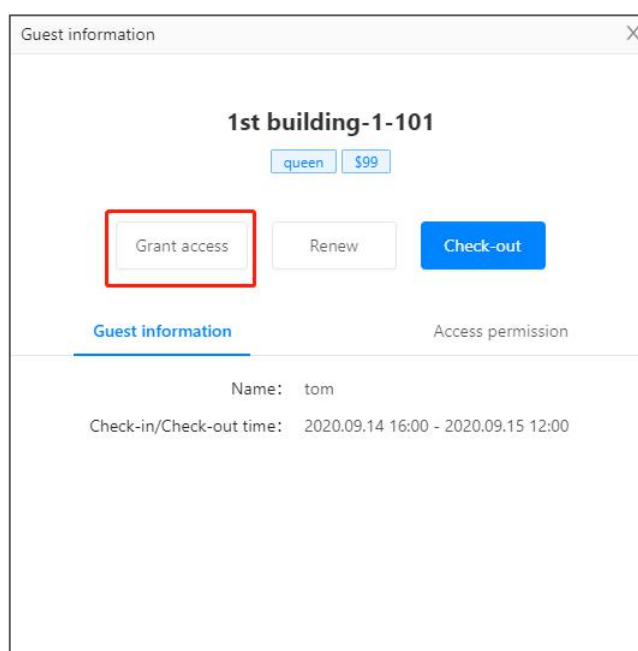 Guest information
1st building-1-101
queen $99
Grant access Renew Check-out
Guest information Access permission
Name: tom
Check-in/Check-out time: 2020.09.14 16:00 - 2020.09.15 12:00